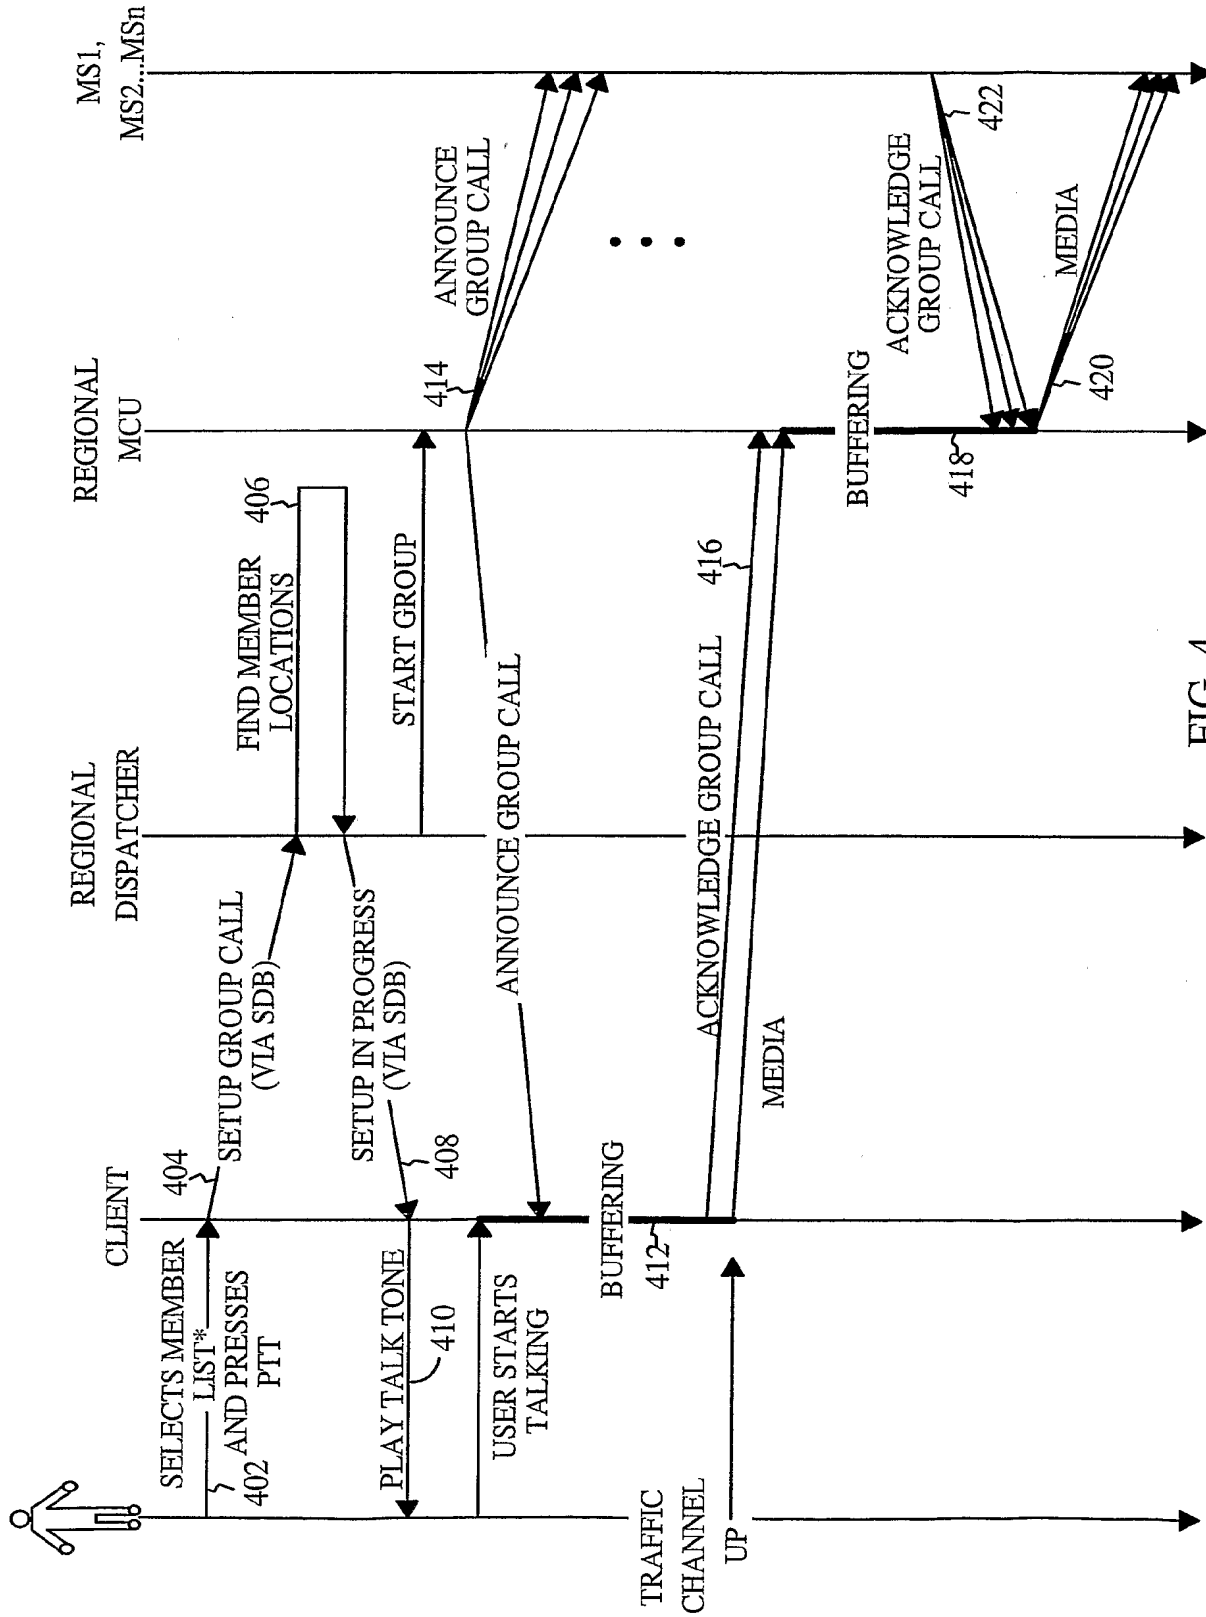 CLIENT
REGIONAL
DISPATCHER
REGIONAL
MCU
MS1,
MS2...MSn
SELECTS MEMBER
LIST*
AND PRESSES
PTT
402
404
SETUP GROUP CALL
(VIA SDB)
FIND MEMBER
LOCATIONS
406
SETUP IN PROGRESS
(VIA SDB)
408
PLAY TALK TONE
410
START GROUP
414
ANNOUNCE
GROUP CALL
ANNOUNCE GROUP CALL
USER STARTS
TALKING
BUFFERING
412
TRAFFIC
CHANNEL
UP
ACKNOWLEDGE GROUP CALL
416
MEDIA
BUFFERING
418
ACKNOWLEDGE
GROUP CALL
422
MEDIA
420
FIG. 4